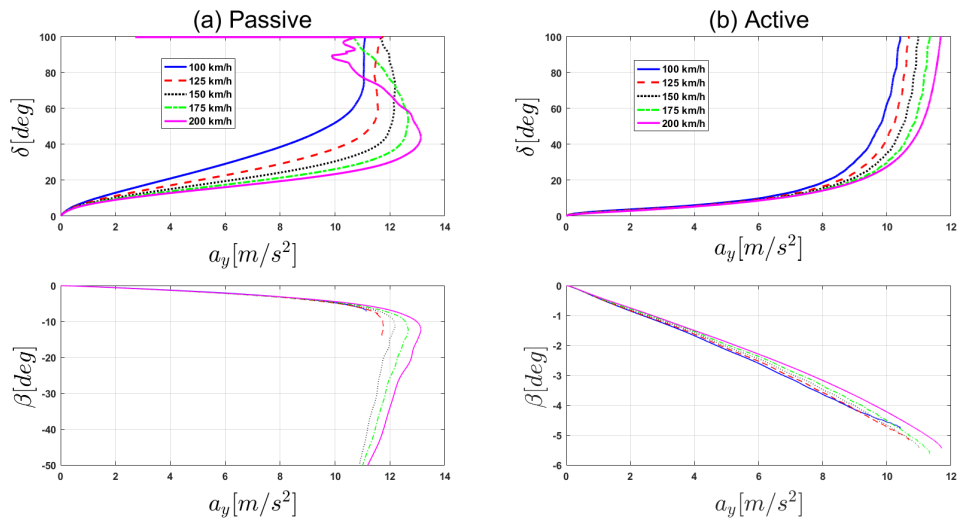 (a) Passive
(b) Active
100
80
60
40
20
0
δ[deg]
100 km/h
125 km/h
150 km/h
175 km/h
200 km/h
0 2 4 6 8 10 12 14
a_y[m/s²]
100
80
60
40
20
0
δ[deg]
100 km/h
125 km/h
150 km/h
175 km/h
200 km/h
0 2 4 6 8 10 12
a_y[m/s²]
0
-10
-20
-30
-40
-50
β[deg]
0 2 4 6 8 10 12 14
a_y[m/s²]
0
-1
-2
-3
-4
-5
-6
β[deg]
0 2 4 6 8 10 12
a_y[m/s²]